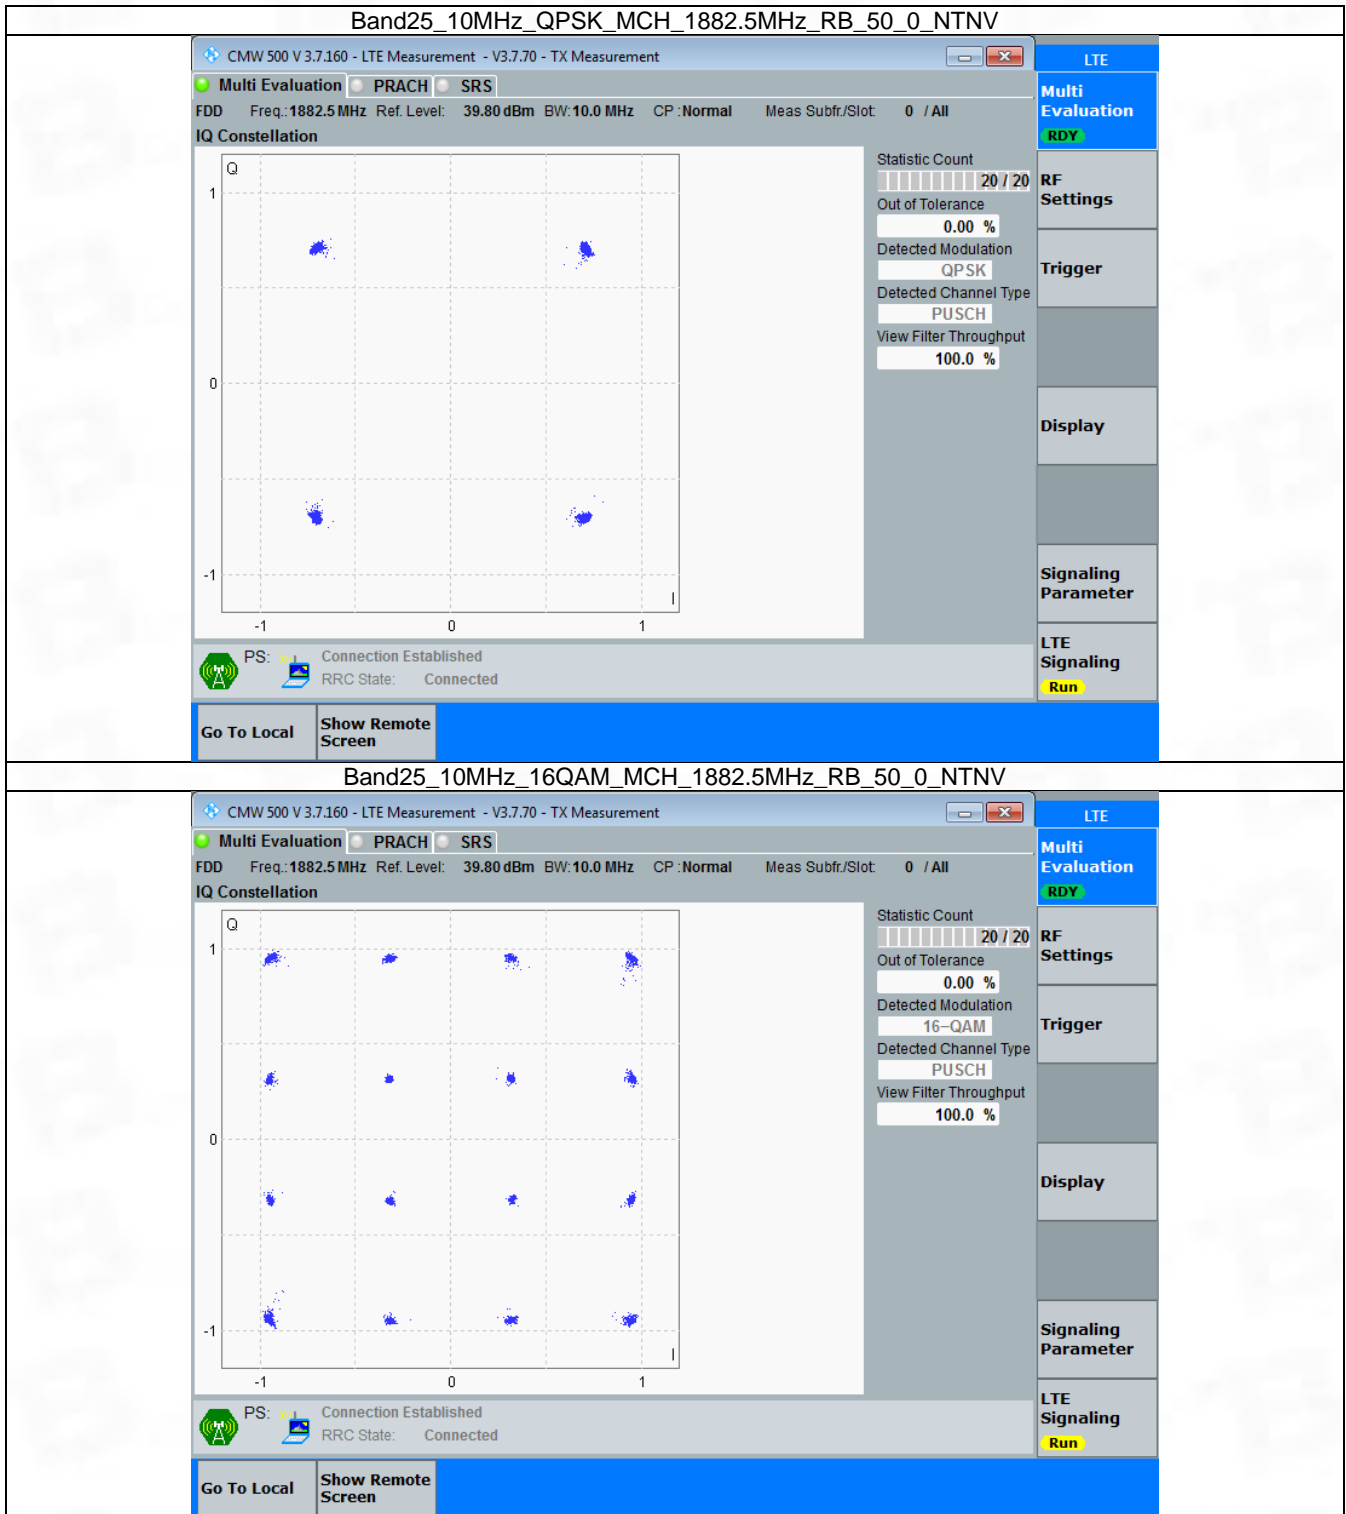 Band25_10MHz_QPSK_MCH_1882.5MHz_RB_50_0_NTNV
CMW 500 V 3.7.160 - LTE Measurement - V3.7.70 - TX Measurement
LTE
Multi Evaluation PRACH SRS
Multi
Evaluation
RDY
FDD Freq.:1882.5 MHz Ref. Level: 39.80 dBm BW:10.0 MHz CP :Normal Meas Subfr./Slot: 0 / All
IQ Constellation
Q
1
0
-1
I
-1 0 1
Statistic Count
20 / 20
Out of Tolerance
0.00 %
Detected Modulation
QPSK
Detected Channel Type
PUSCH
View Filter Throughput
100.0 %
RF
Settings
Trigger
Display
Signaling
Parameter
LTE
Signaling
Run
PS:
Connection Established
RRC State: Connected
Go To Local
Show Remote
Screen
Band25_10MHz_16QAM_MCH_1882.5MHz_RB_50_0_NTNV
CMW 500 V 3.7.160 - LTE Measurement - V3.7.70 - TX Measurement
LTE
Multi Evaluation PRACH SRS
Multi
Evaluation
RDY
FDD Freq.:1882.5 MHz Ref. Level: 39.80 dBm BW:10.0 MHz CP :Normal Meas Subfr./Slot: 0 / All
IQ Constellation
Q
1
0
-1
I
-1 0 1
Statistic Count
20 / 20
Out of Tolerance
0.00 %
Detected Modulation
16-QAM
Detected Channel Type
PUSCH
View Filter Throughput
100.0 %
RF
Settings
Trigger
Display
Signaling
Parameter
LTE
Signaling
Run
PS:
Connection Established
RRC State: Connected
Go To Local
Show Remote
Screen